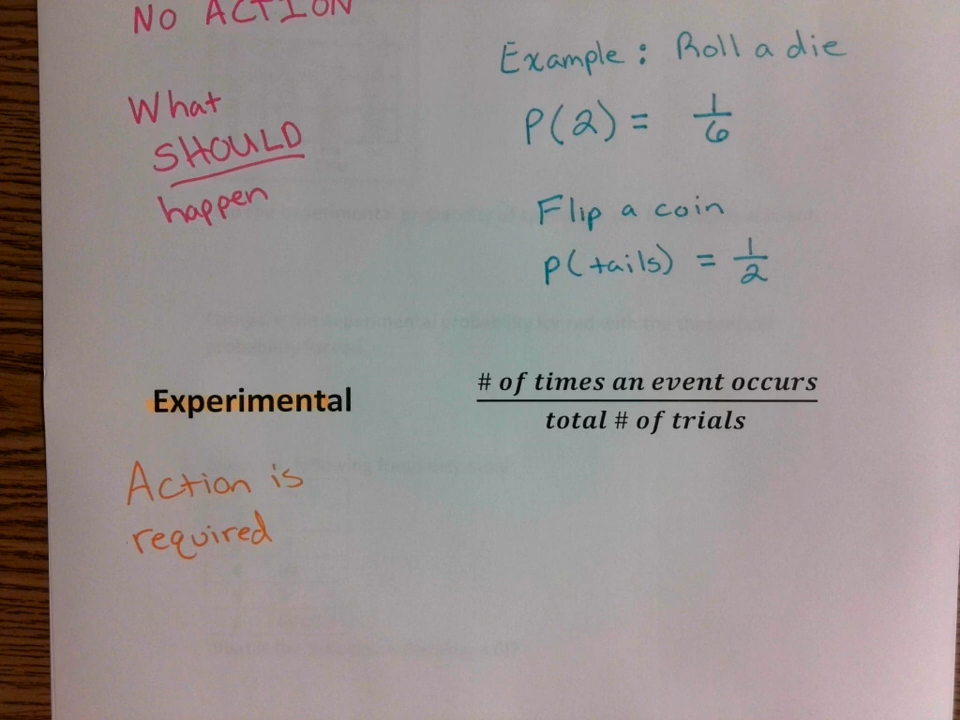 NO ACTION
What
SHOULD
happen
Example: Roll a die
P(2) = 1/6
Flip a coin
P(tails) = 1/2
Experimental
# of times an event occurs
total # of trials
Action is
required